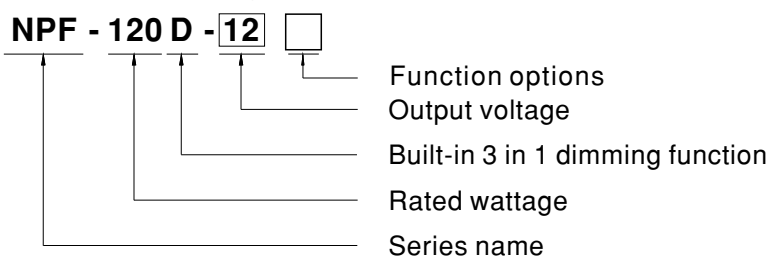 NPF - 120 D - 12
Function options
Output voltage
Built-in 3 in 1 dimming function
Rated wattage
Series name